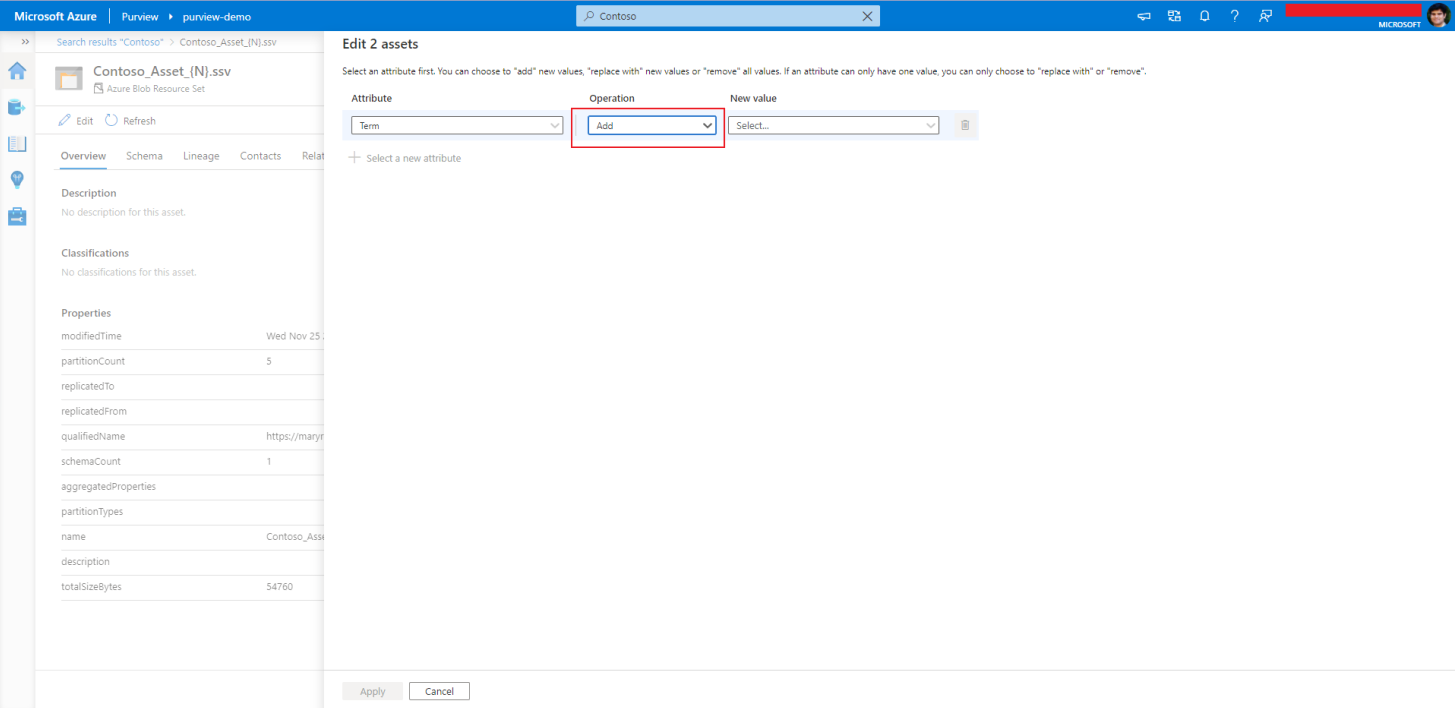 Microsoft Azure Purview purview-demo Contoso MICROSOFT
Search results "Contoso" > Contoso_Asset_{N}.ssv
Contoso_Asset_{N}.ssv
Azure Blob Resource Set
Edit Refresh
Overview Schema Lineage Contacts Relat
Description
No description for this asset.
Classifications
No classifications for this asset.
Properties
modifiedTime Wed Nov 25
partitionCount 5
replicatedTo
replicatedFrom
qualifiedName https://maryr
schemaCount 1
aggregatedProperties
partitionTypes
name Contoso_Asse
description
totalSizeBytes 54760
Edit 2 assets
Select an attribute first. You can choose to "add" new values, "replace with" new values or "remove" all values. If an attribute can only have one value, you can only choose to "replace with" or "remove".
Attribute Operation New value
Term Add Select...
Select a new attribute
Apply Cancel